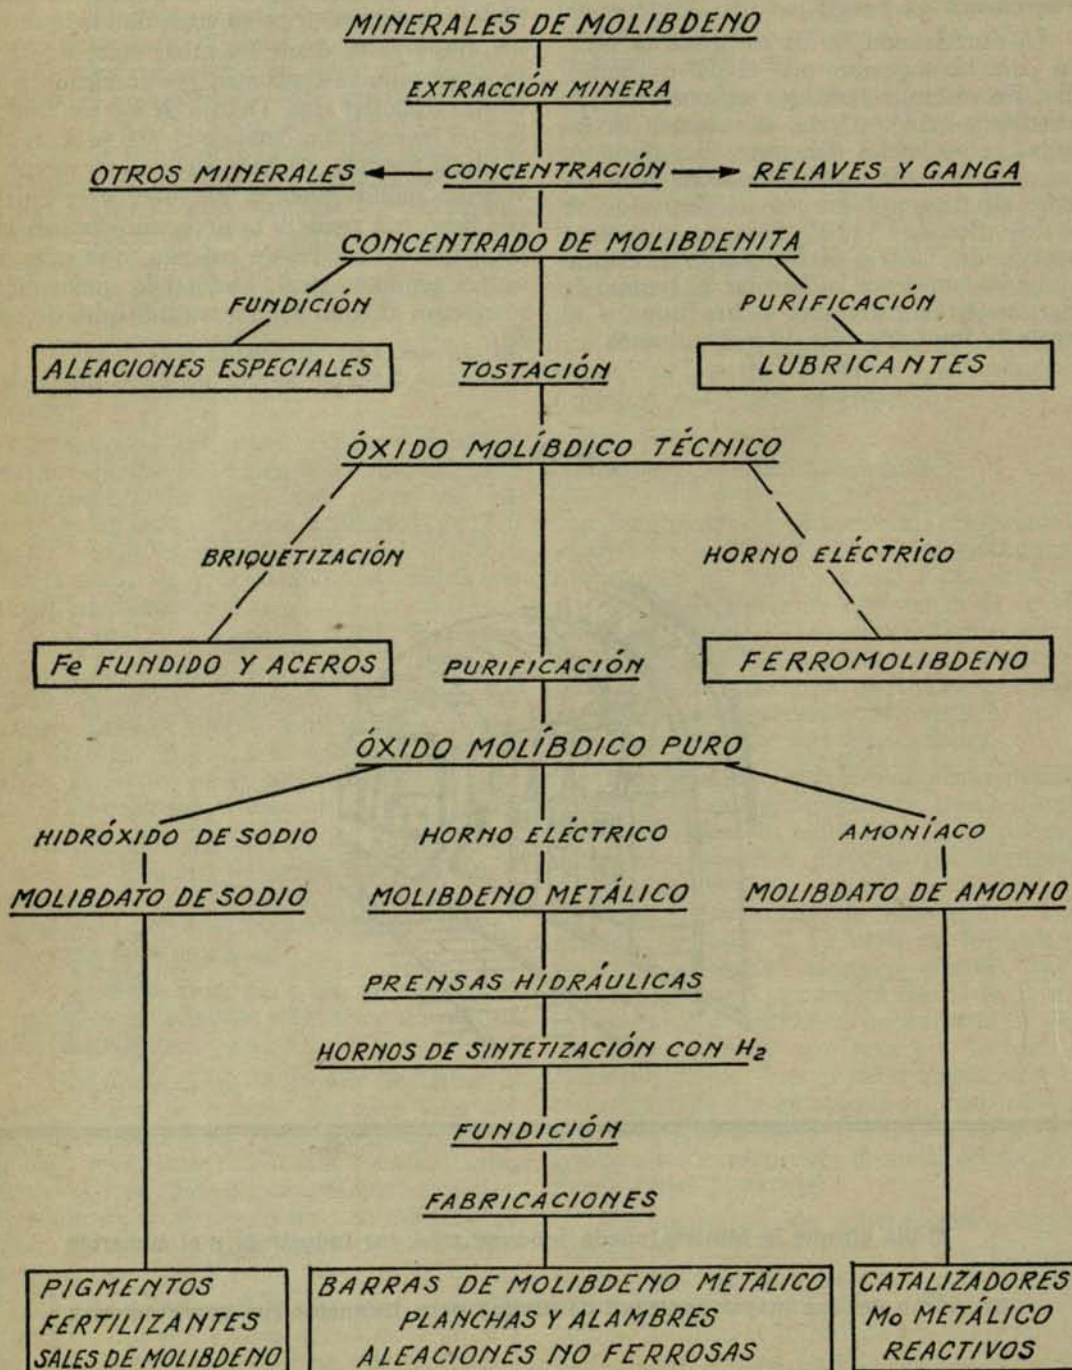 MINERALES DE MOLIBDENO
EXTRACCIÓN MINERA
OTROS MINERALES CONCENTRACIÓN RELAVES Y GANGA
CONCENTRADO DE MOLIBDENITA
FUNDICIÓN PURIFICACIÓN
ALEACIONES ESPECIALES TOSTACIÓN LUBRICANTES
ÓXIDO MOLÍBDICO TÉCNICO
BRIQUETIZACIÓN HORNO ELÉCTRICO
Fe FUNDIDO Y ACEROS PURIFICACIÓN FERROMOLIBDENO
ÓXIDO MOLÍBDICO PURO
HIDRÓXIDO DE SODIO HORNO ELÉCTRICO AMONÍACO
MOLIBDATO DE SODIO MOLIBDENO METÁLICO MOLIBDATO DE AMONIO
PRENSAS HIDRÁULICAS
HORNOS DE SINTETIZACIÓN CON H₂
FUNDICIÓN
FABRICACIONES
PIGMENTOS
FERTILIZANTES
SALES DE MOLIBDENO
BARRAS DE MOLIBDENO METÁLICO
PLANCHAS Y ALAMBRES
ALEACIONES NO FERROSAS
CATALIZADORES
Mo METÁLICO
REACTIVOS